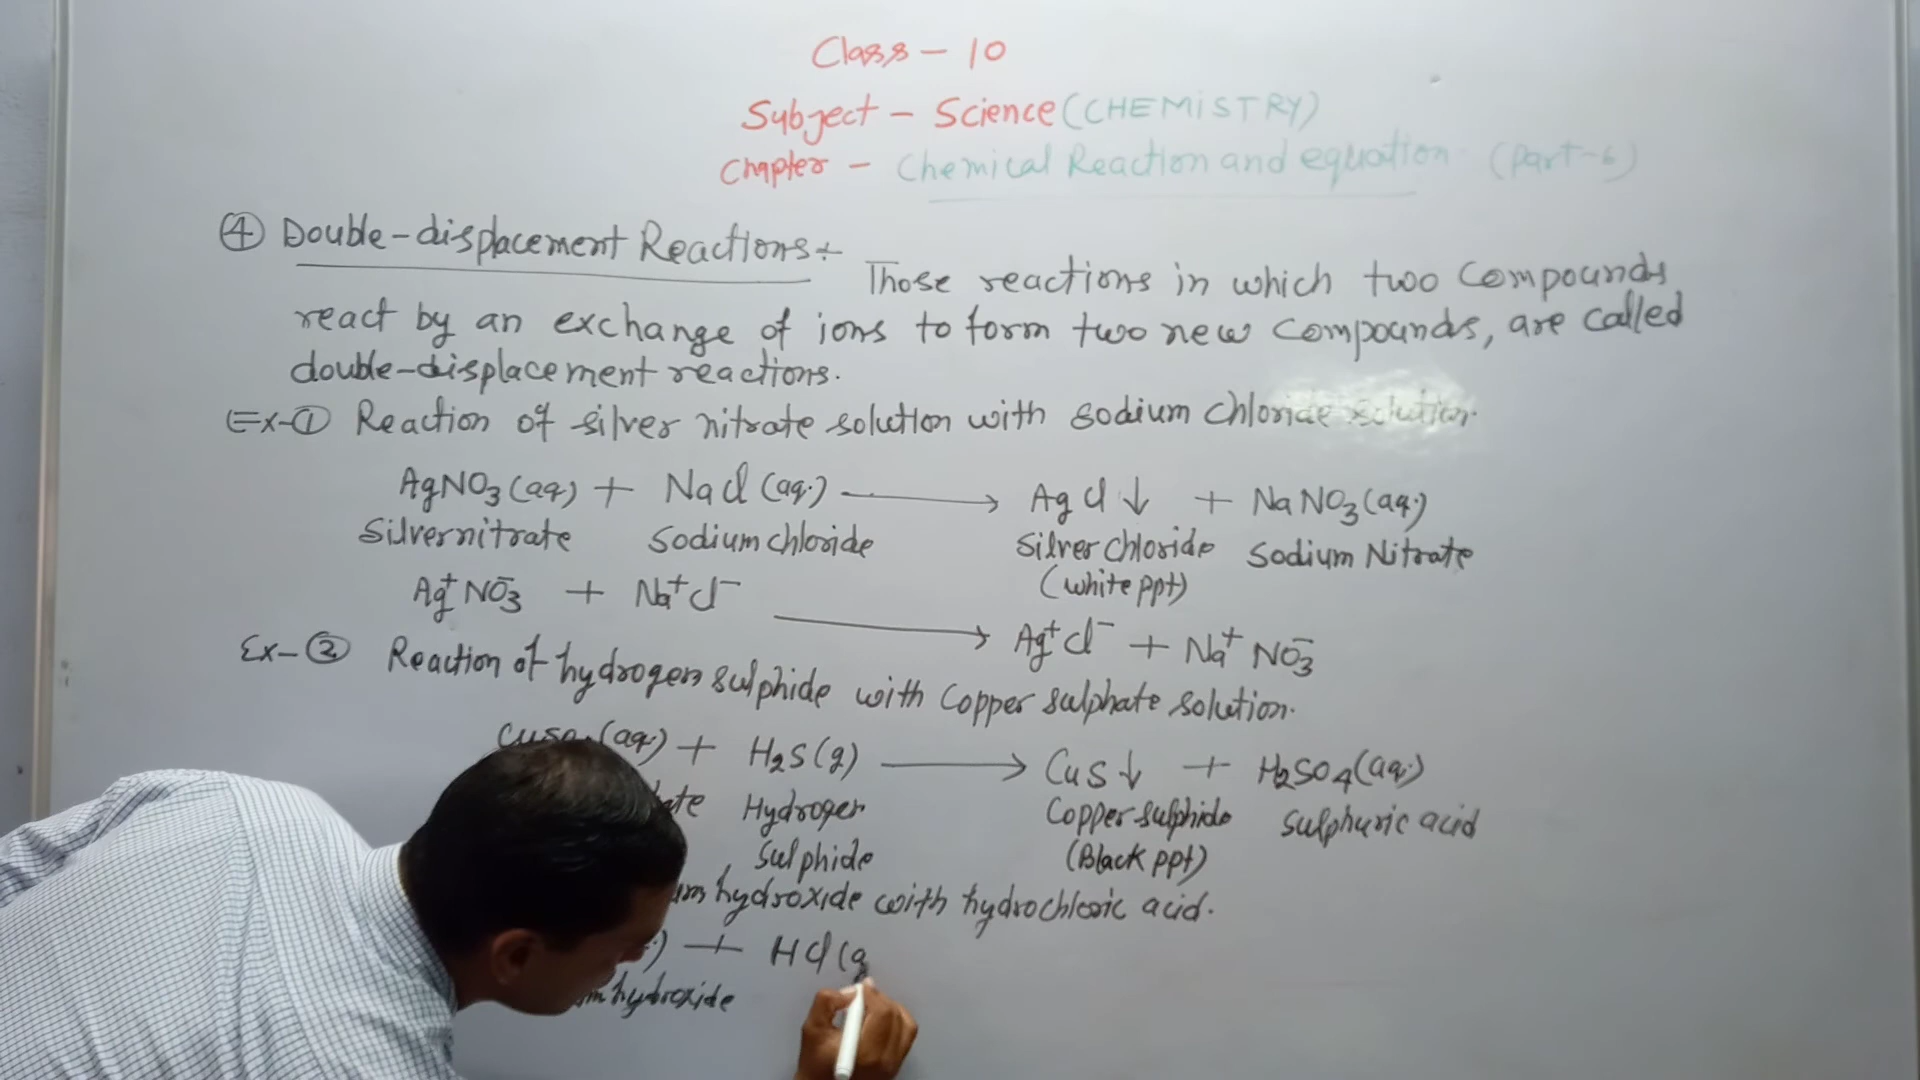 Class - 10
Subject - Science (CHEMISTRY)
Chapter - Chemical Reaction and equation (Part-6)
④ Double-displacement Reactions:- Those reactions in which two compounds
react by an exchange of ions to form two new compounds, are called
double-displacement reactions.
Ex-① Reaction of silver nitrate solution with sodium chloride solution.
AgNO3(aq) + NaCl(aq.) ⟶ AgCl↓ + NaNO3(aq.)
Silver nitrate Sodium chloride Silver chloride Sodium Nitrate
(white ppt)
Ag⁺NO3⁻ + Na⁺Cl⁻ ⟶ Ag⁺Cl⁻ + Na⁺NO3⁻
Ex-② Reaction of hydrogen sulphide with Copper sulphate solution.
(aq.) + H2S(g) ⟶ CuS↓ + H2SO4(aq.)
Hydrogen Copper sulphide Sulphuric acid
Sulphide (Black ppt)
hydroxide with hydrochloric acid.
) + HCl(a
hydroxide